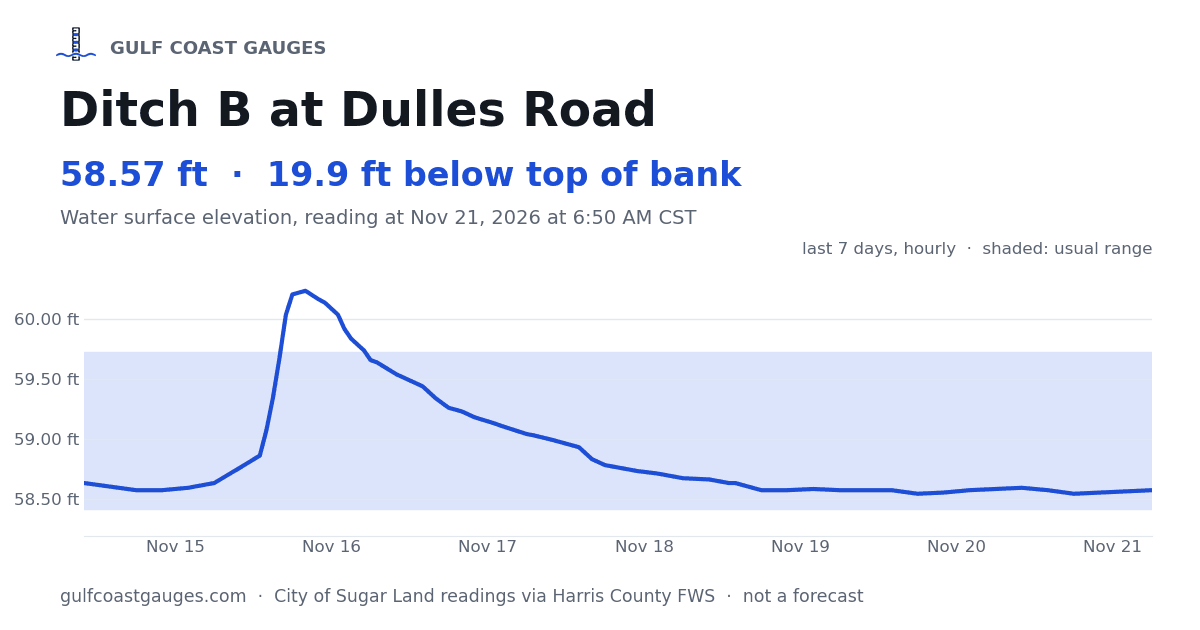 GULF COAST GAUGES
Ditch B at Dulles Road
58.57 ft · 19.9 ft below top of bank
Water surface elevation, reading at Nov 21, 2026 at 6:50 AM CST
last 7 days, hourly · shaded: usual range
60.00 ft
59.50 ft
59.00 ft
58.50 ft
Nov 15 Nov 16 Nov 17 Nov 18 Nov 19 Nov 20 Nov 21
gulfcoastgauges.com · City of Sugar Land readings via Harris County FWS · not a forecast